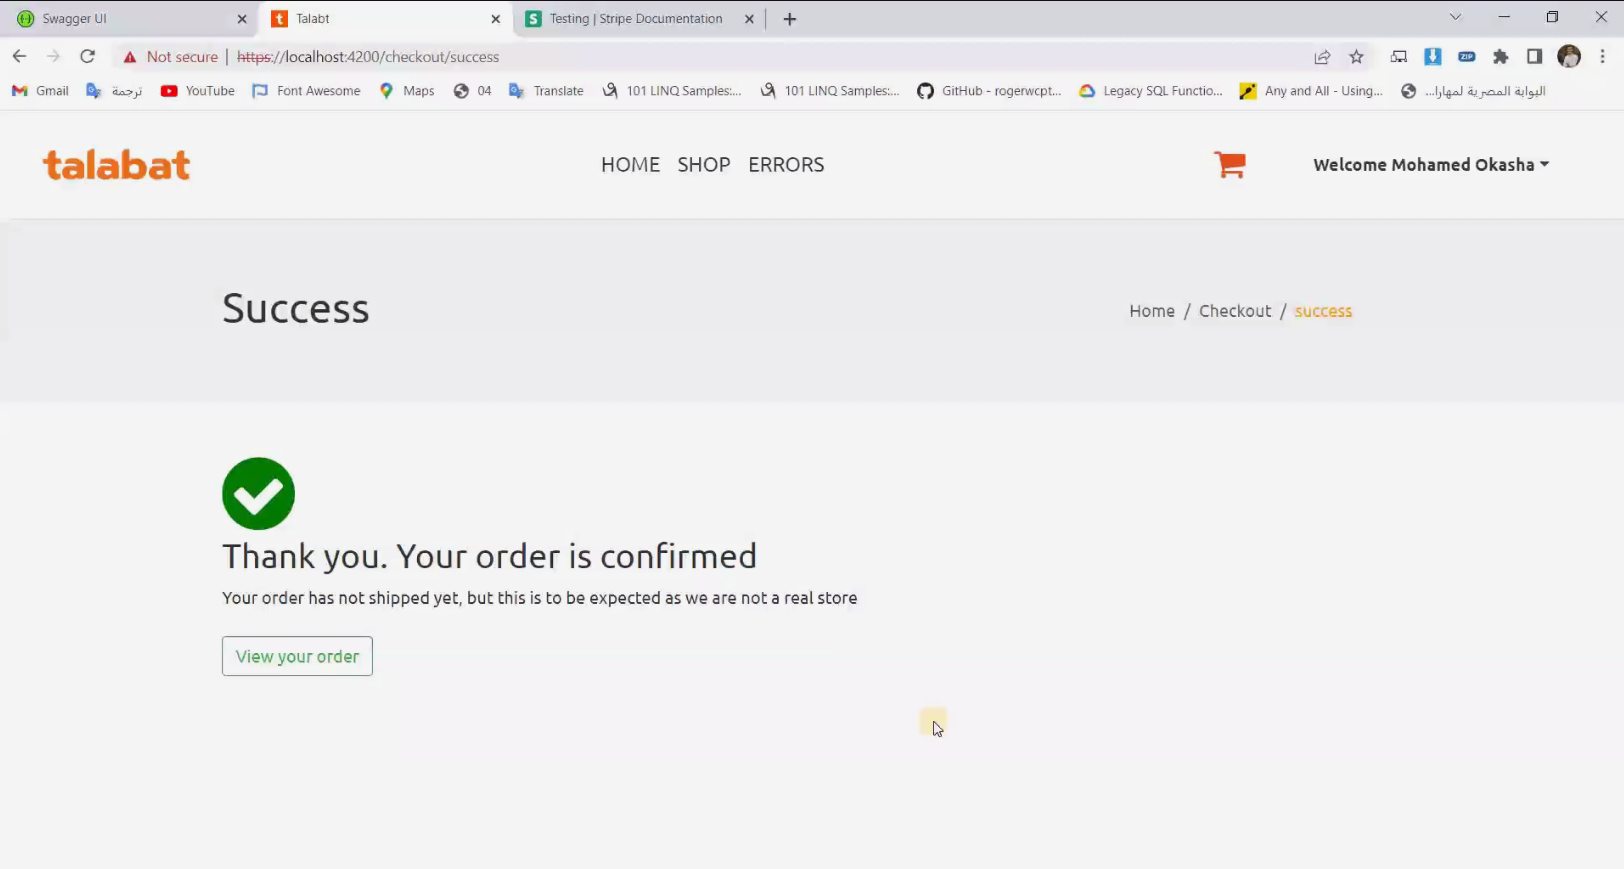 Swagger UI
Talabt
Testing | Stripe Documentation
Not secure | https://localhost:4200/checkout/success
ZIP
Gmail
ترجمة
YouTube
Font Awesome
Maps
04
Translate
101 LINQ Samples:...
101 LINQ Samples:...
GitHub - rogerwcpt...
Legacy SQL Functio...
Any and All - Using...
البوابة المصرية لمهارا...
talabat
HOME
SHOP
ERRORS
Welcome Mohamed Okasha
Success
Home / Checkout / success
Thank you. Your order is confirmed
Your order has not shipped yet, but this is to be expected as we are not a real store
View your order